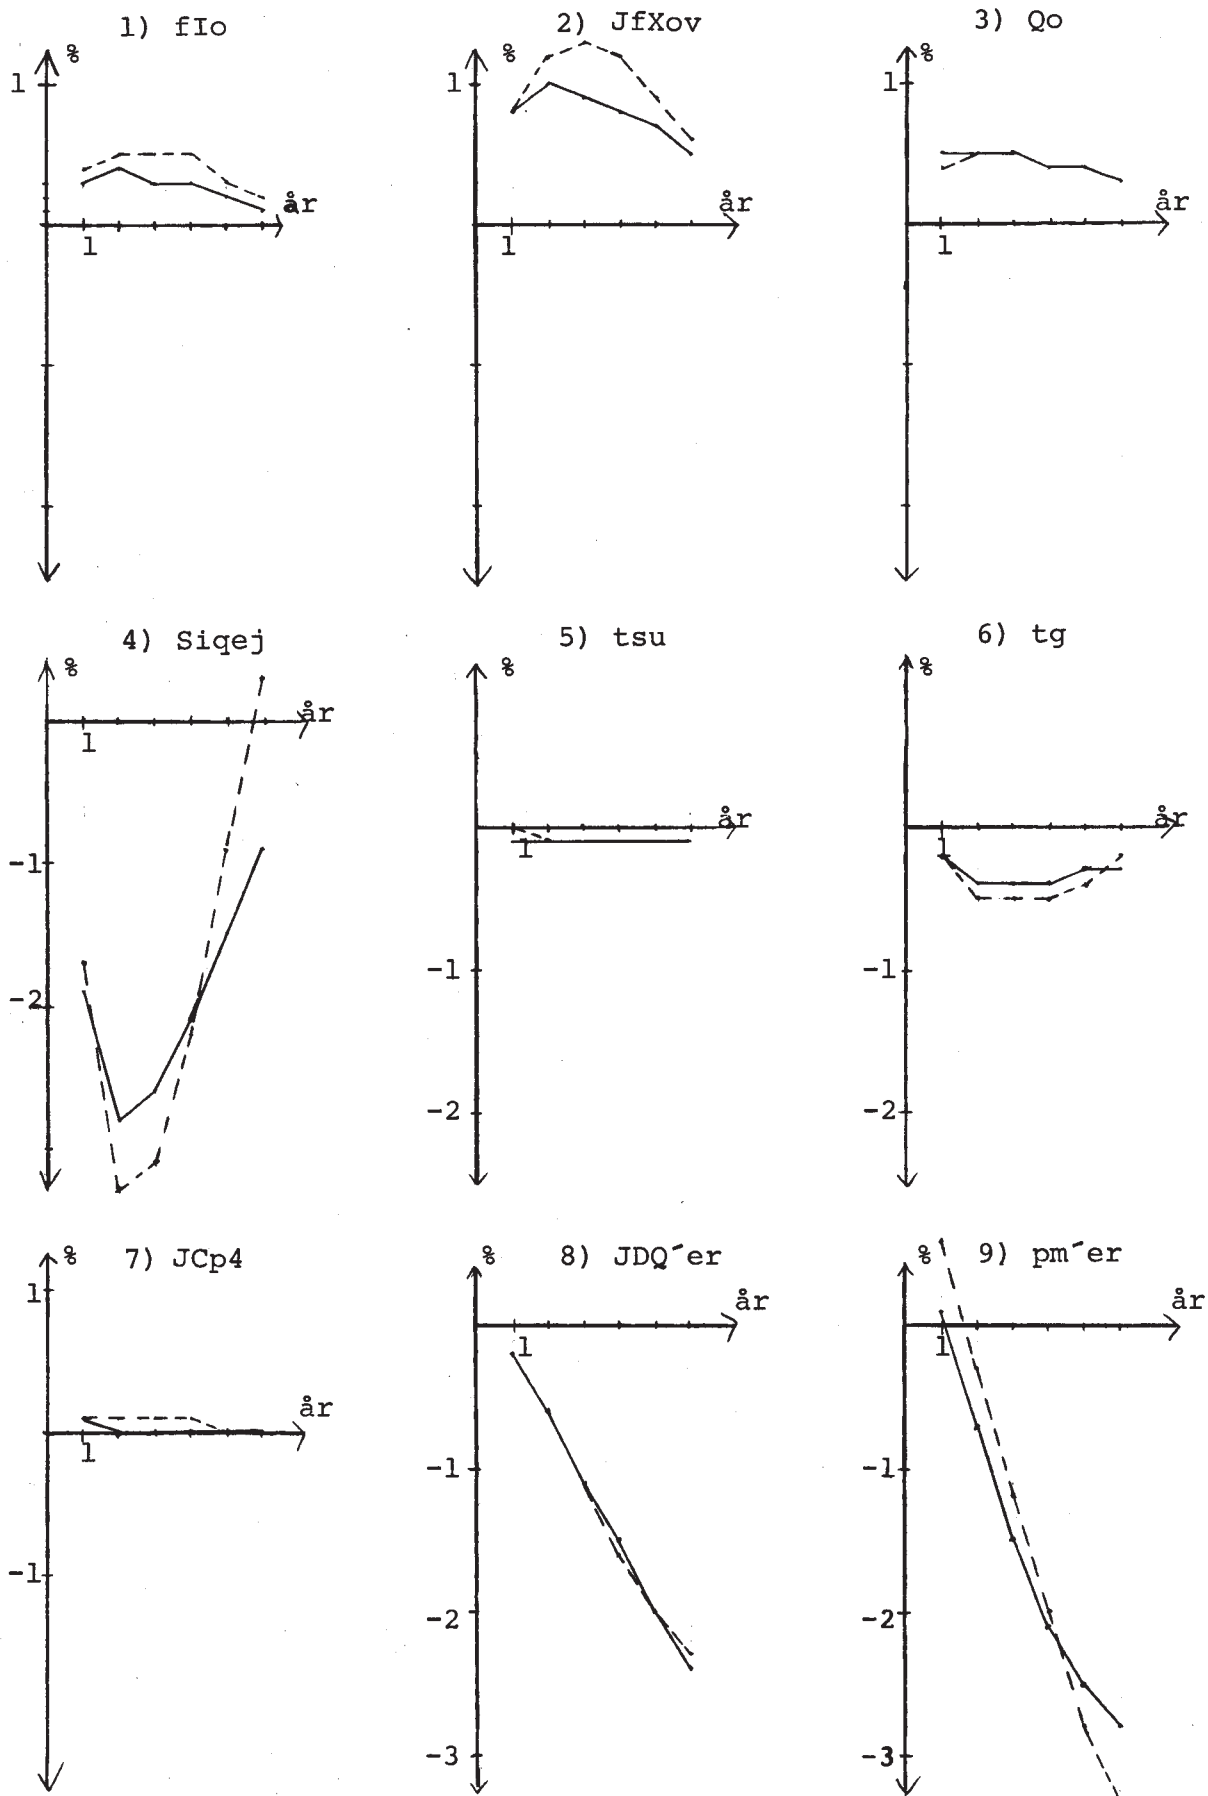 1) fIo
%
1
år
1
2) JfXov
%
1
år
1
3) Qo
%
1
år
1
4) Siqej
%
år
1
-1
-2
5) tsu
%
år
1
-1
-2
6) tg
%
år
1
-1
-2
7) JCp4
%
1
år
1
-1
8) JDQ´er
%
år
1
-1
-2
-3
9) pm´er
%
år
1
-1
-2
-3